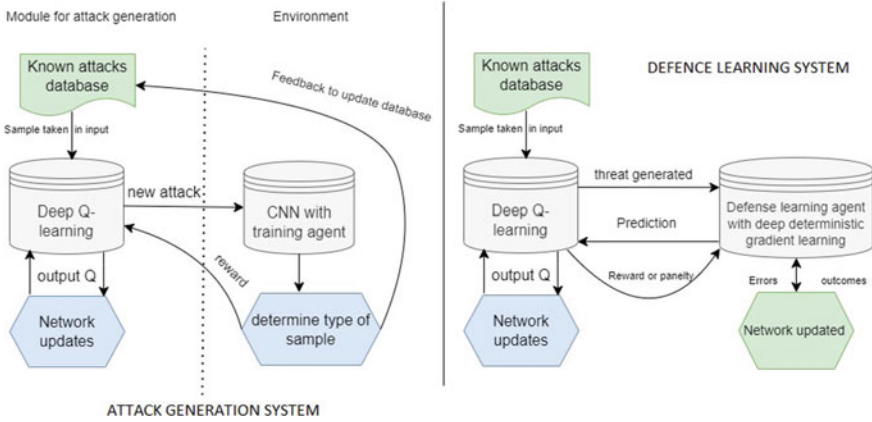 Module for attack generation
Environment
Known attacks
database
Feedback to update database
Sample taken in input
Deep Q-
learning
new attack
CNN with
training agent
output Q
reward
Network
updates
determine type of
sample
ATTACK GENERATION SYSTEM
DEFENCE LEARNING SYSTEM
Known attacks
database
Sample taken in input
Deep Q-
learning
threat generated
Prediction
Defense learning agent
with deep deterministic
gradient learning
output Q
Reward or panelty
Errors
outcomes
Network
updates
Network updated